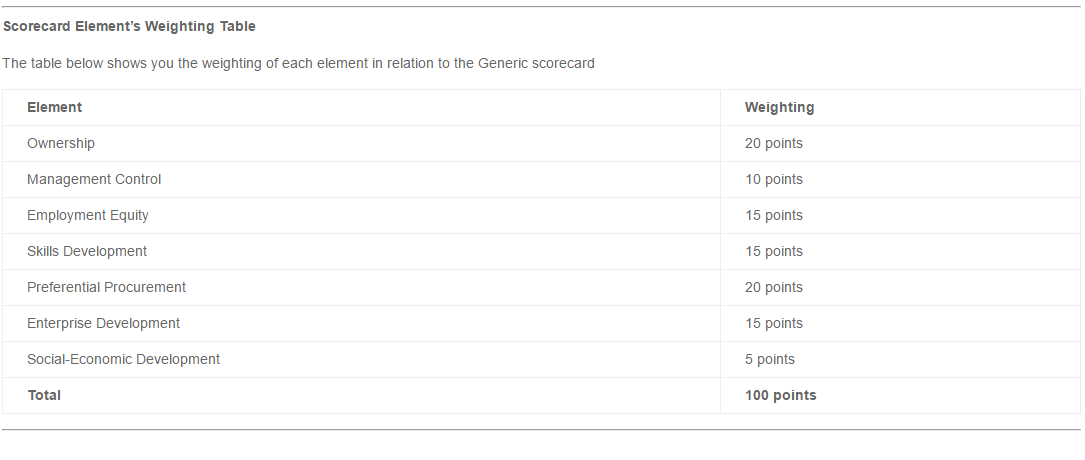 Scorecard Element’s Weighting Table
The table below shows you the weighting of each element in relation to the Generic scorecard
Element Weighting
Ownership 20 points
Management Control 10 points
Employment Equity 15 points
Skills Development 15 points
Preferential Procurement 20 points
Enterprise Development 15 points
Social-Economic Development 5 points
Total 100 points